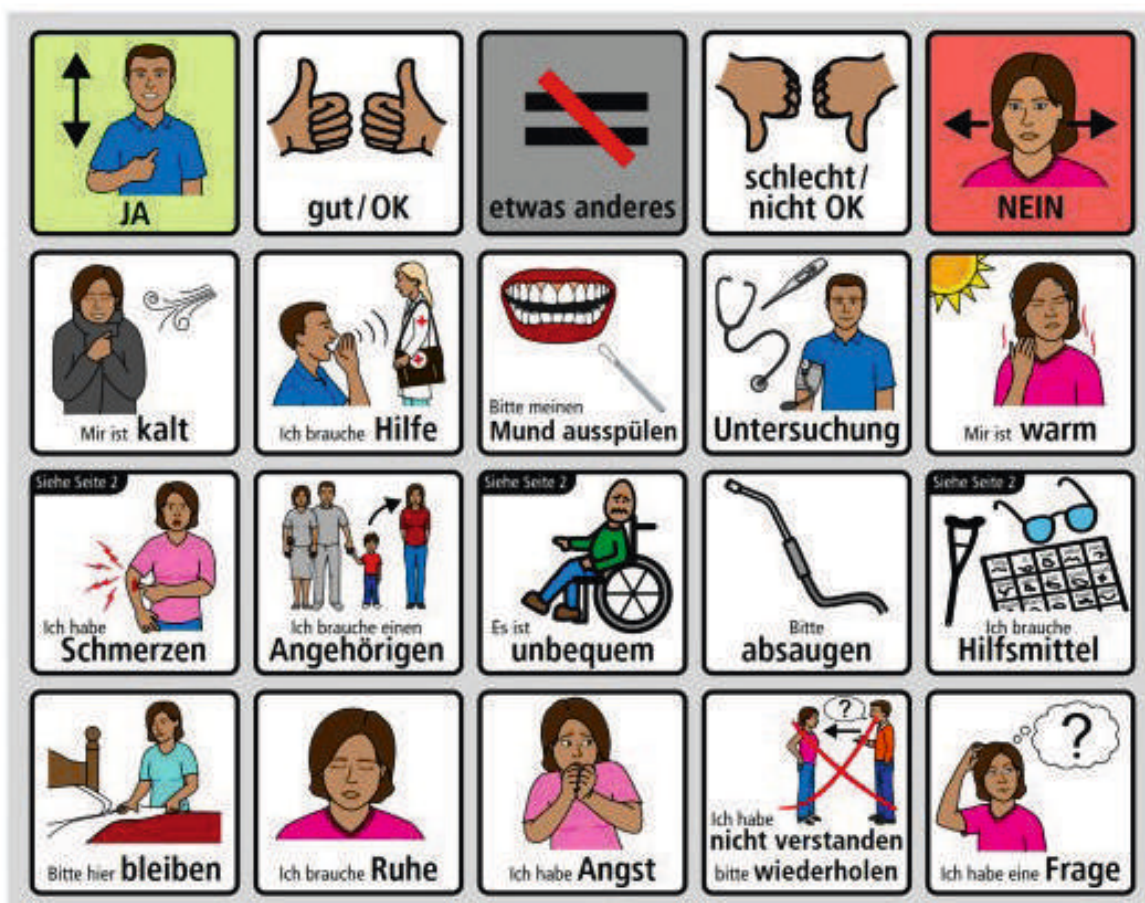 JA
gut/OK
etwas anderes
schlecht/
nicht OK
NEIN
Mir ist kalt
Ich brauche Hilfe
Bitte meinen
Mund ausspülen
Untersuchung
Mir ist warm
Siehe Seite 2
Ich habe
Schmerzen
Ich brauche einen
Angehörigen
Siehe Seite 2
Es ist
unbequem
Bitte
absaugen
Siehe Seite 2
Ich brauche
Hilfsmittel
Bitte hier bleiben
Ich brauche Ruhe
Ich habe Angst
?
Ich habe
nicht verstanden
bitte wiederholen
?
Ich habe eine Frage